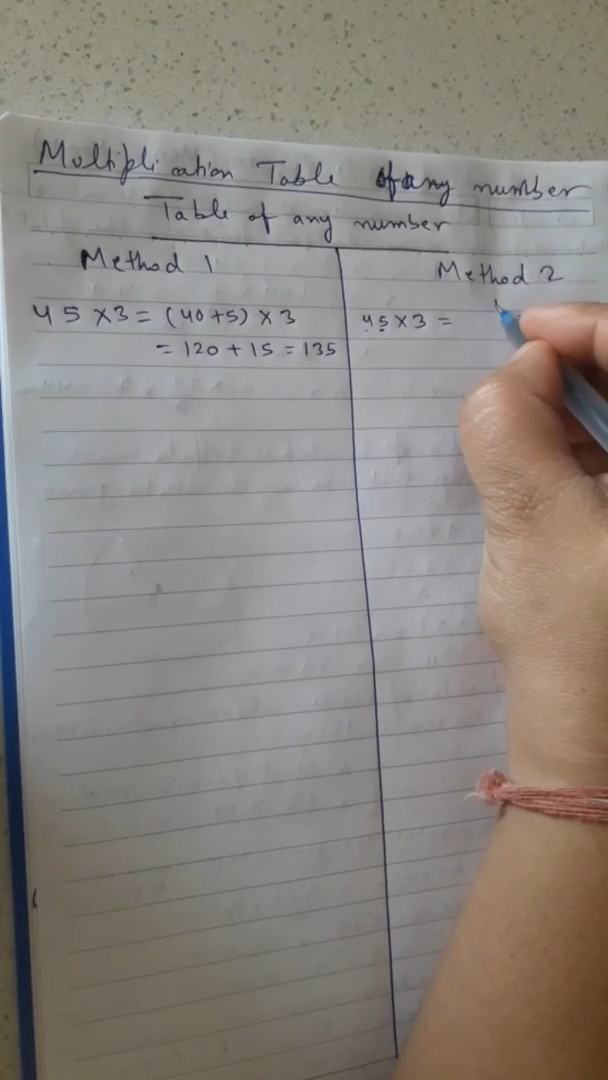 Multiplication Table of any number
Table of any number
Method 1
45 × 3 = (40+5) × 3
= 120 + 15 = 135
Method 2
45 × 3 =